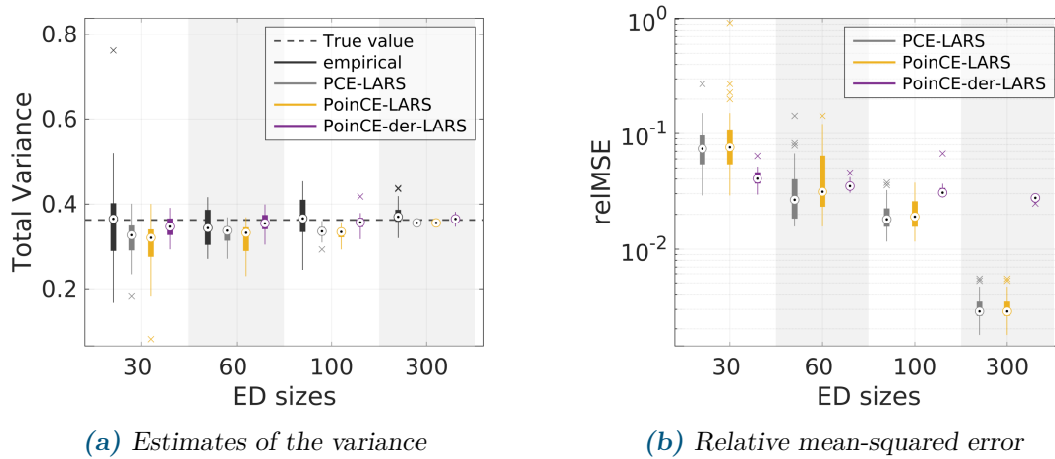 Total Variance
0.8
0.6
0.4
0.2
True value
empirical
PCE-LARS
PoinCE-LARS
PoinCE-der-LARS
30 60 100 300
ED sizes
(a) Estimates of the variance
relMSE
10^0
10^-1
10^-2
PCE-LARS
PoinCE-LARS
PoinCE-der-LARS
30 60 100 300
ED sizes
(b) Relative mean-squared error